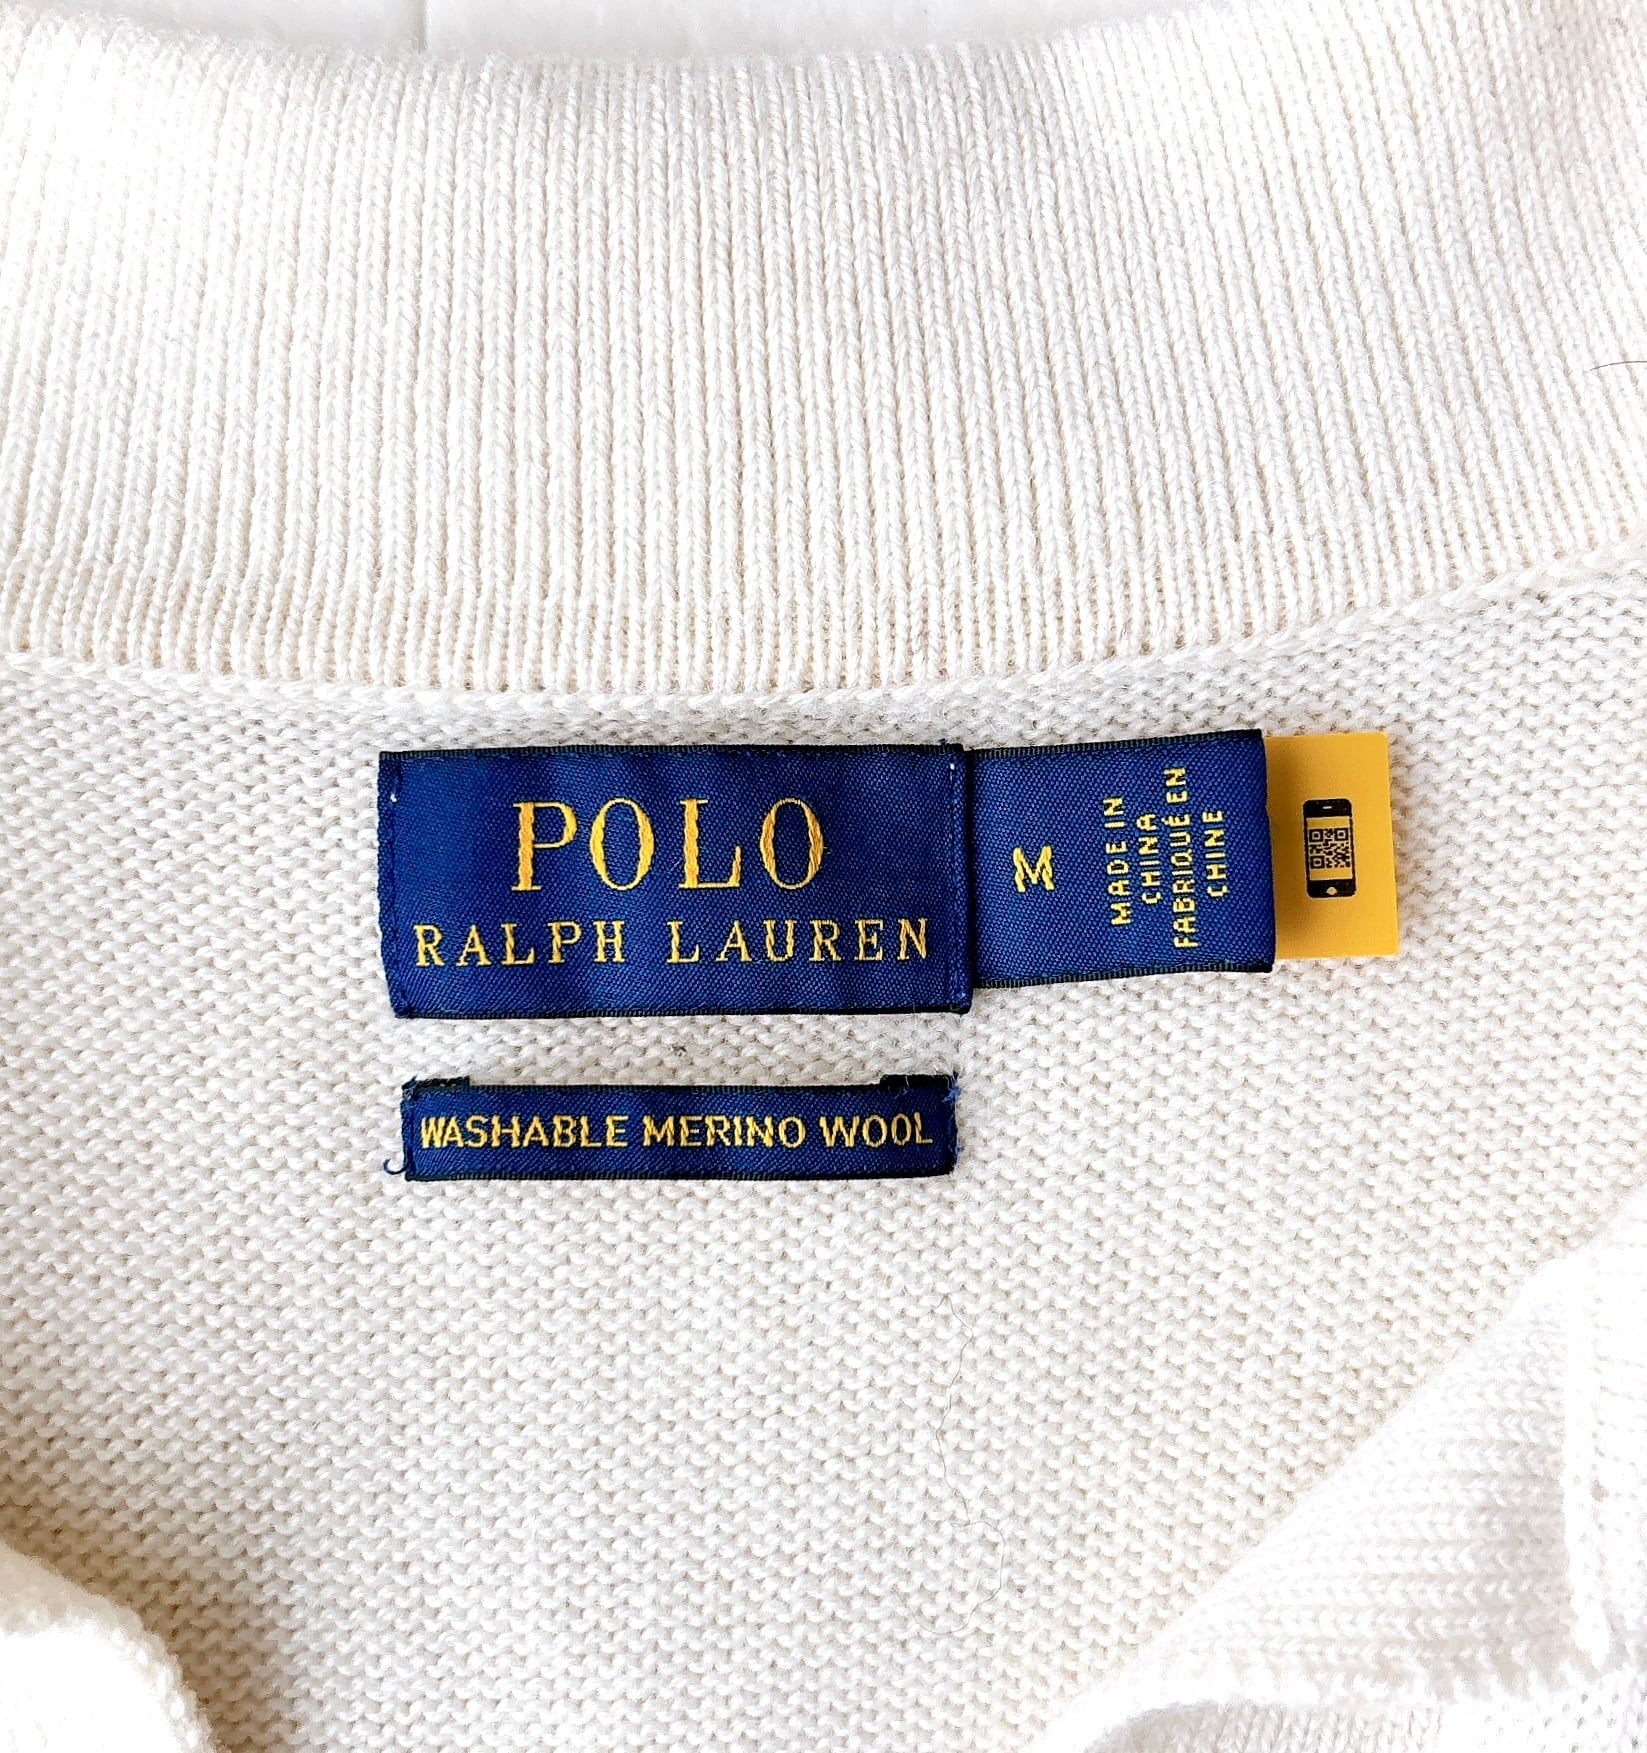 POLO
RALPH LAUREN
M
MADE IN
CHINA
FABRIQUÉ EN
CHINE
WASHABLE MERINO WOOL